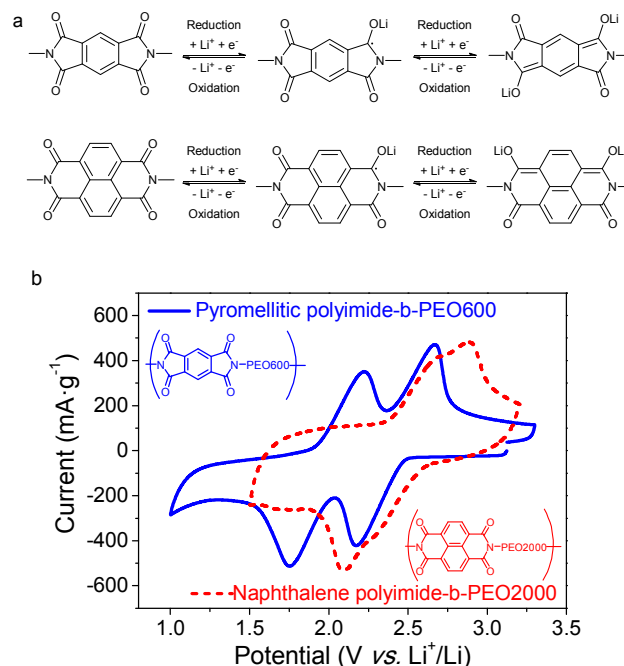 a
Reduction
+ Li⁺ + e⁻
- Li⁺ - e⁻
Oxidation
Reduction
+ Li⁺ + e⁻
- Li⁺ - e⁻
Oxidation
O O OLi O OLi O
N N N N N N
O O O O LiO O
Reduction
+ Li⁺ + e⁻
- Li⁺ - e⁻
Oxidation
Reduction
+ Li⁺ + e⁻
- Li⁺ - e⁻
Oxidation
O O O OLi LiO OL
N N N N N N
O O O O O O
b
Pyromellitic polyimide-b-PEO600
O O
N N-PEO600
O O
O O
N N-PEO2000
O O
Naphthalene polyimide-b-PEO2000
Current (mA·g⁻¹)
600
400
200
0
-200
-400
-600
1.0 1.5 2.0 2.5 3.0 3.5
Potential (V vs. Li⁺/Li)